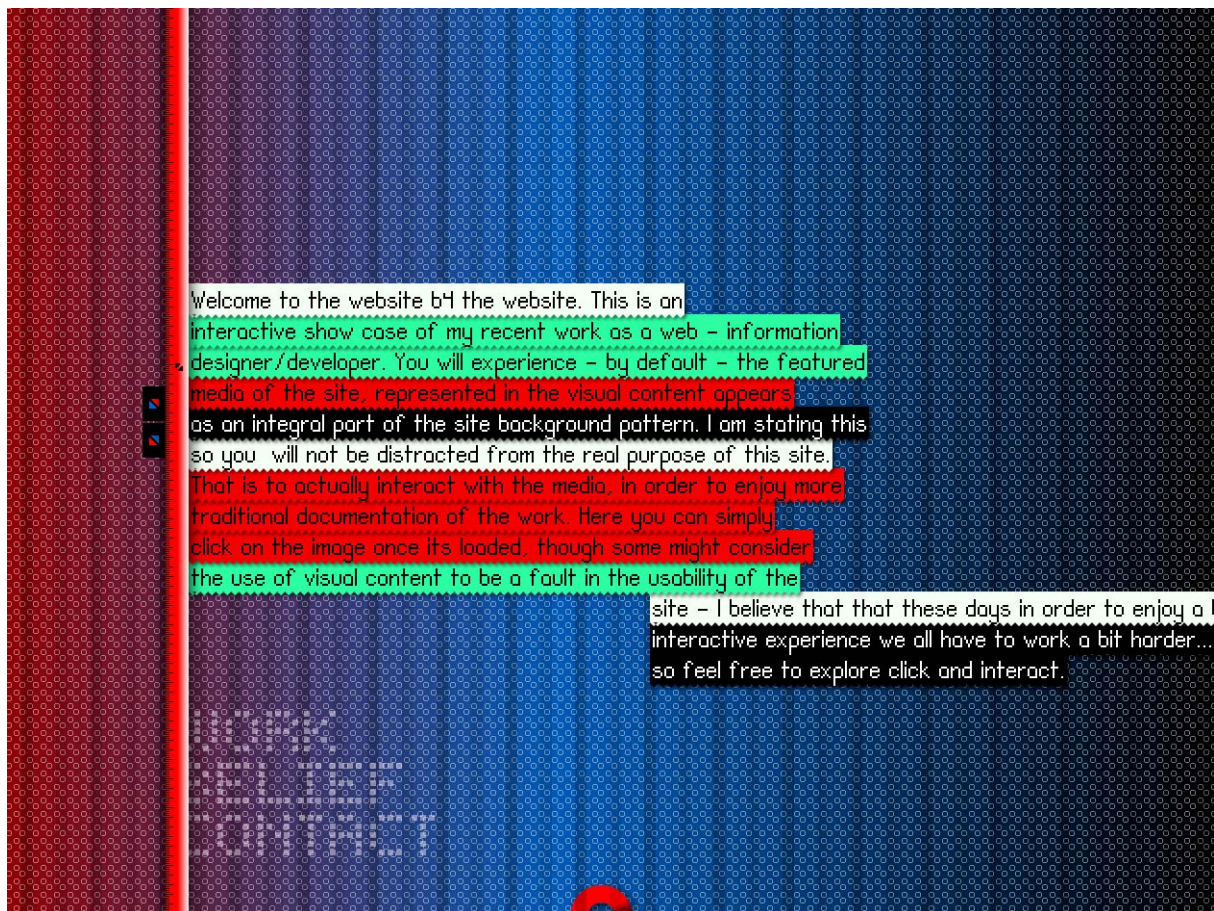 Welcome to the website b4 the website. This is an
interactive show case of my recent work as a web - information
designer/developer. You will experience - by default - the featured
media of the site, represented in the visual content appears
as an integral part of the site background pattern. I am stating this
so you  will not be distracted from the real purpose of this site.
That is to actually interact with the media, in order to enjoy more
traditional documentation of the work. Here you can simply
click on the image once its loaded, though some might consider
the use of visual content to be a fault in the usability of the
site - I believe that that these days in order to enjoy a
interactive experience we all have to work a bit harder...
so feel free to explore click and interact.
WORK
BELIEF
CONTACT